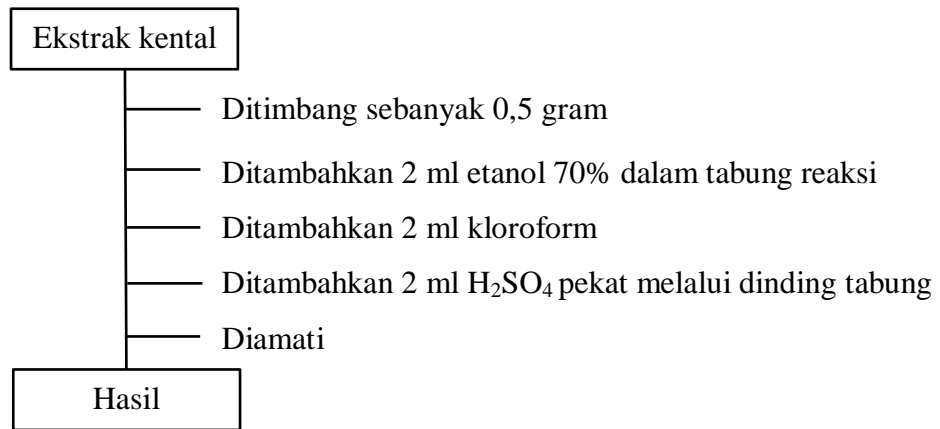 Ekstrak kental
Ditimbang sebanyak 0,5 gram
Ditambahkan 2 ml etanol 70% dalam tabung reaksi
Ditambahkan 2 ml kloroform
Ditambahkan 2 ml H₂SO₄ pekat melalui dinding tabung
Diamati
Hasil